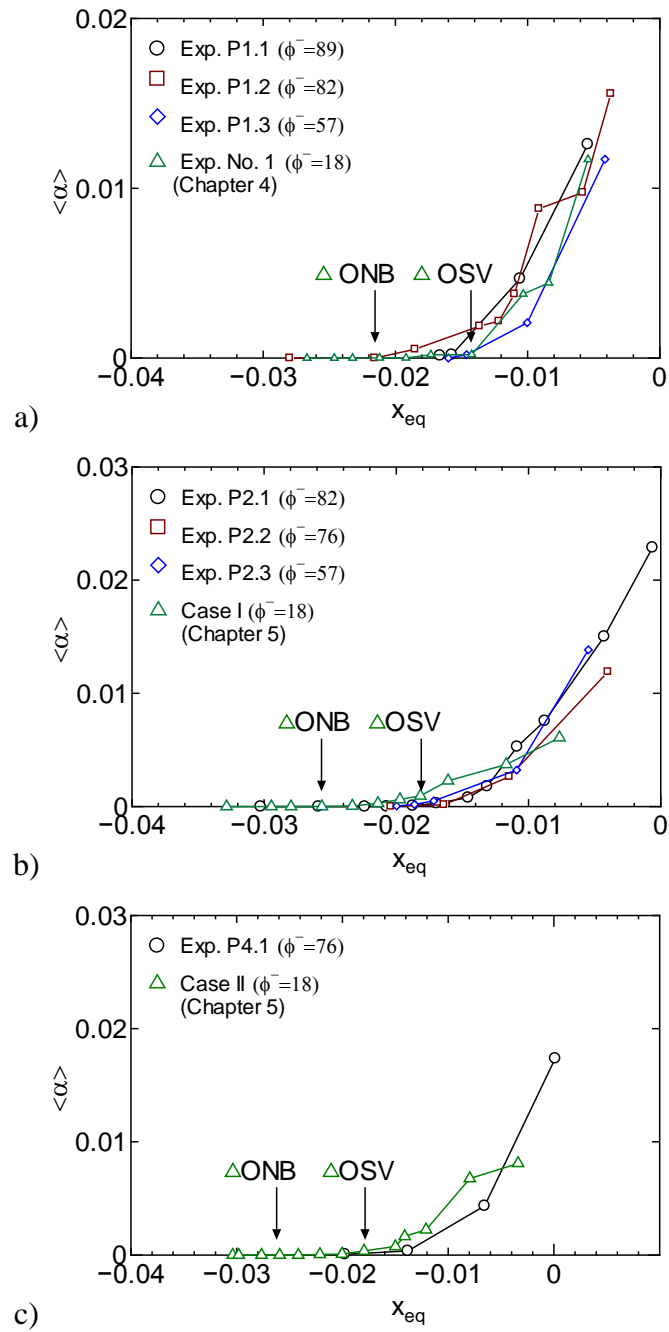 0.02
0.01
0
<α>
Exp. P1.1 (ϕ⁻=89)
Exp. P1.2 (ϕ⁻=82)
Exp. P1.3 (ϕ⁻=57)
Exp. No. 1 (ϕ⁻=18)
(Chapter 4)
ONB OSV
−0.04 −0.03 −0.02 −0.01 0
x_eq
a)
0.03
0.02
0.01
0
<α>
Exp. P2.1 (ϕ⁻=82)
Exp. P2.2 (ϕ⁻=76)
Exp. P2.3 (ϕ⁻=57)
Case I (ϕ⁻=18)
(Chapter 5)
ONB OSV
−0.04 −0.03 −0.02 −0.01 0
x_eq
b)
0.03
0.02
0.01
0
<α>
Exp. P4.1 (ϕ⁻=76)
Case II (ϕ⁻=18)
(Chapter 5)
ONB OSV
−0.04 −0.03 −0.02 −0.01 0
x_eq
c)